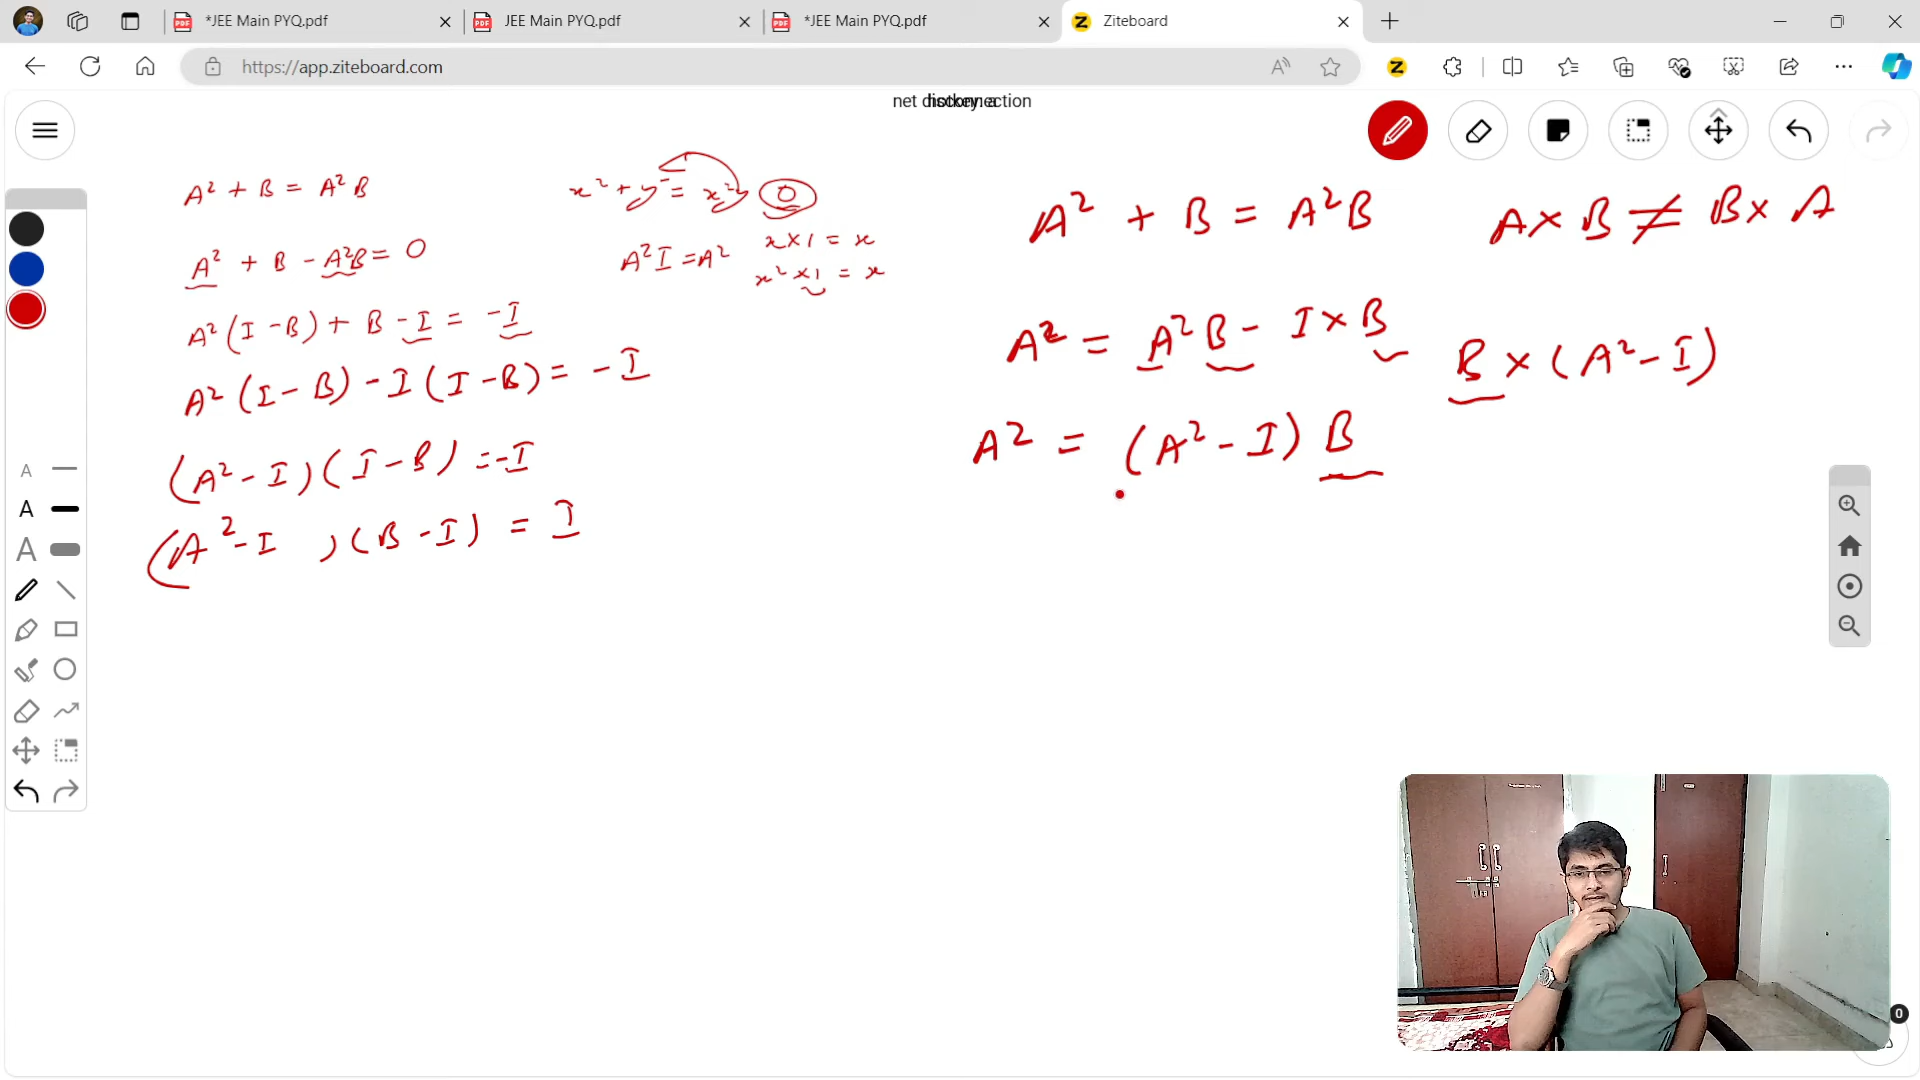 *JEE Main PYQ.pdf
JEE Main PYQ.pdf
*JEE Main PYQ.pdf
Ziteboard
https://app.ziteboard.com
A² + B = A²B
A² + B - A²B = 0
A²(I - B) + B - I = -I
A²(I - B) - I(I - B) = -I
(A² - I)(I - B) = -I
(A² - I)(B - I) = I
x² + y = x²y
0
A²I = A²
x × 1 = x
x² × 1 = x
A² + B = A²B
A × B ≠ B × A
A² = A²B - I × B
B × (A² - I)
A² = (A² - I) B
A
A
A
0